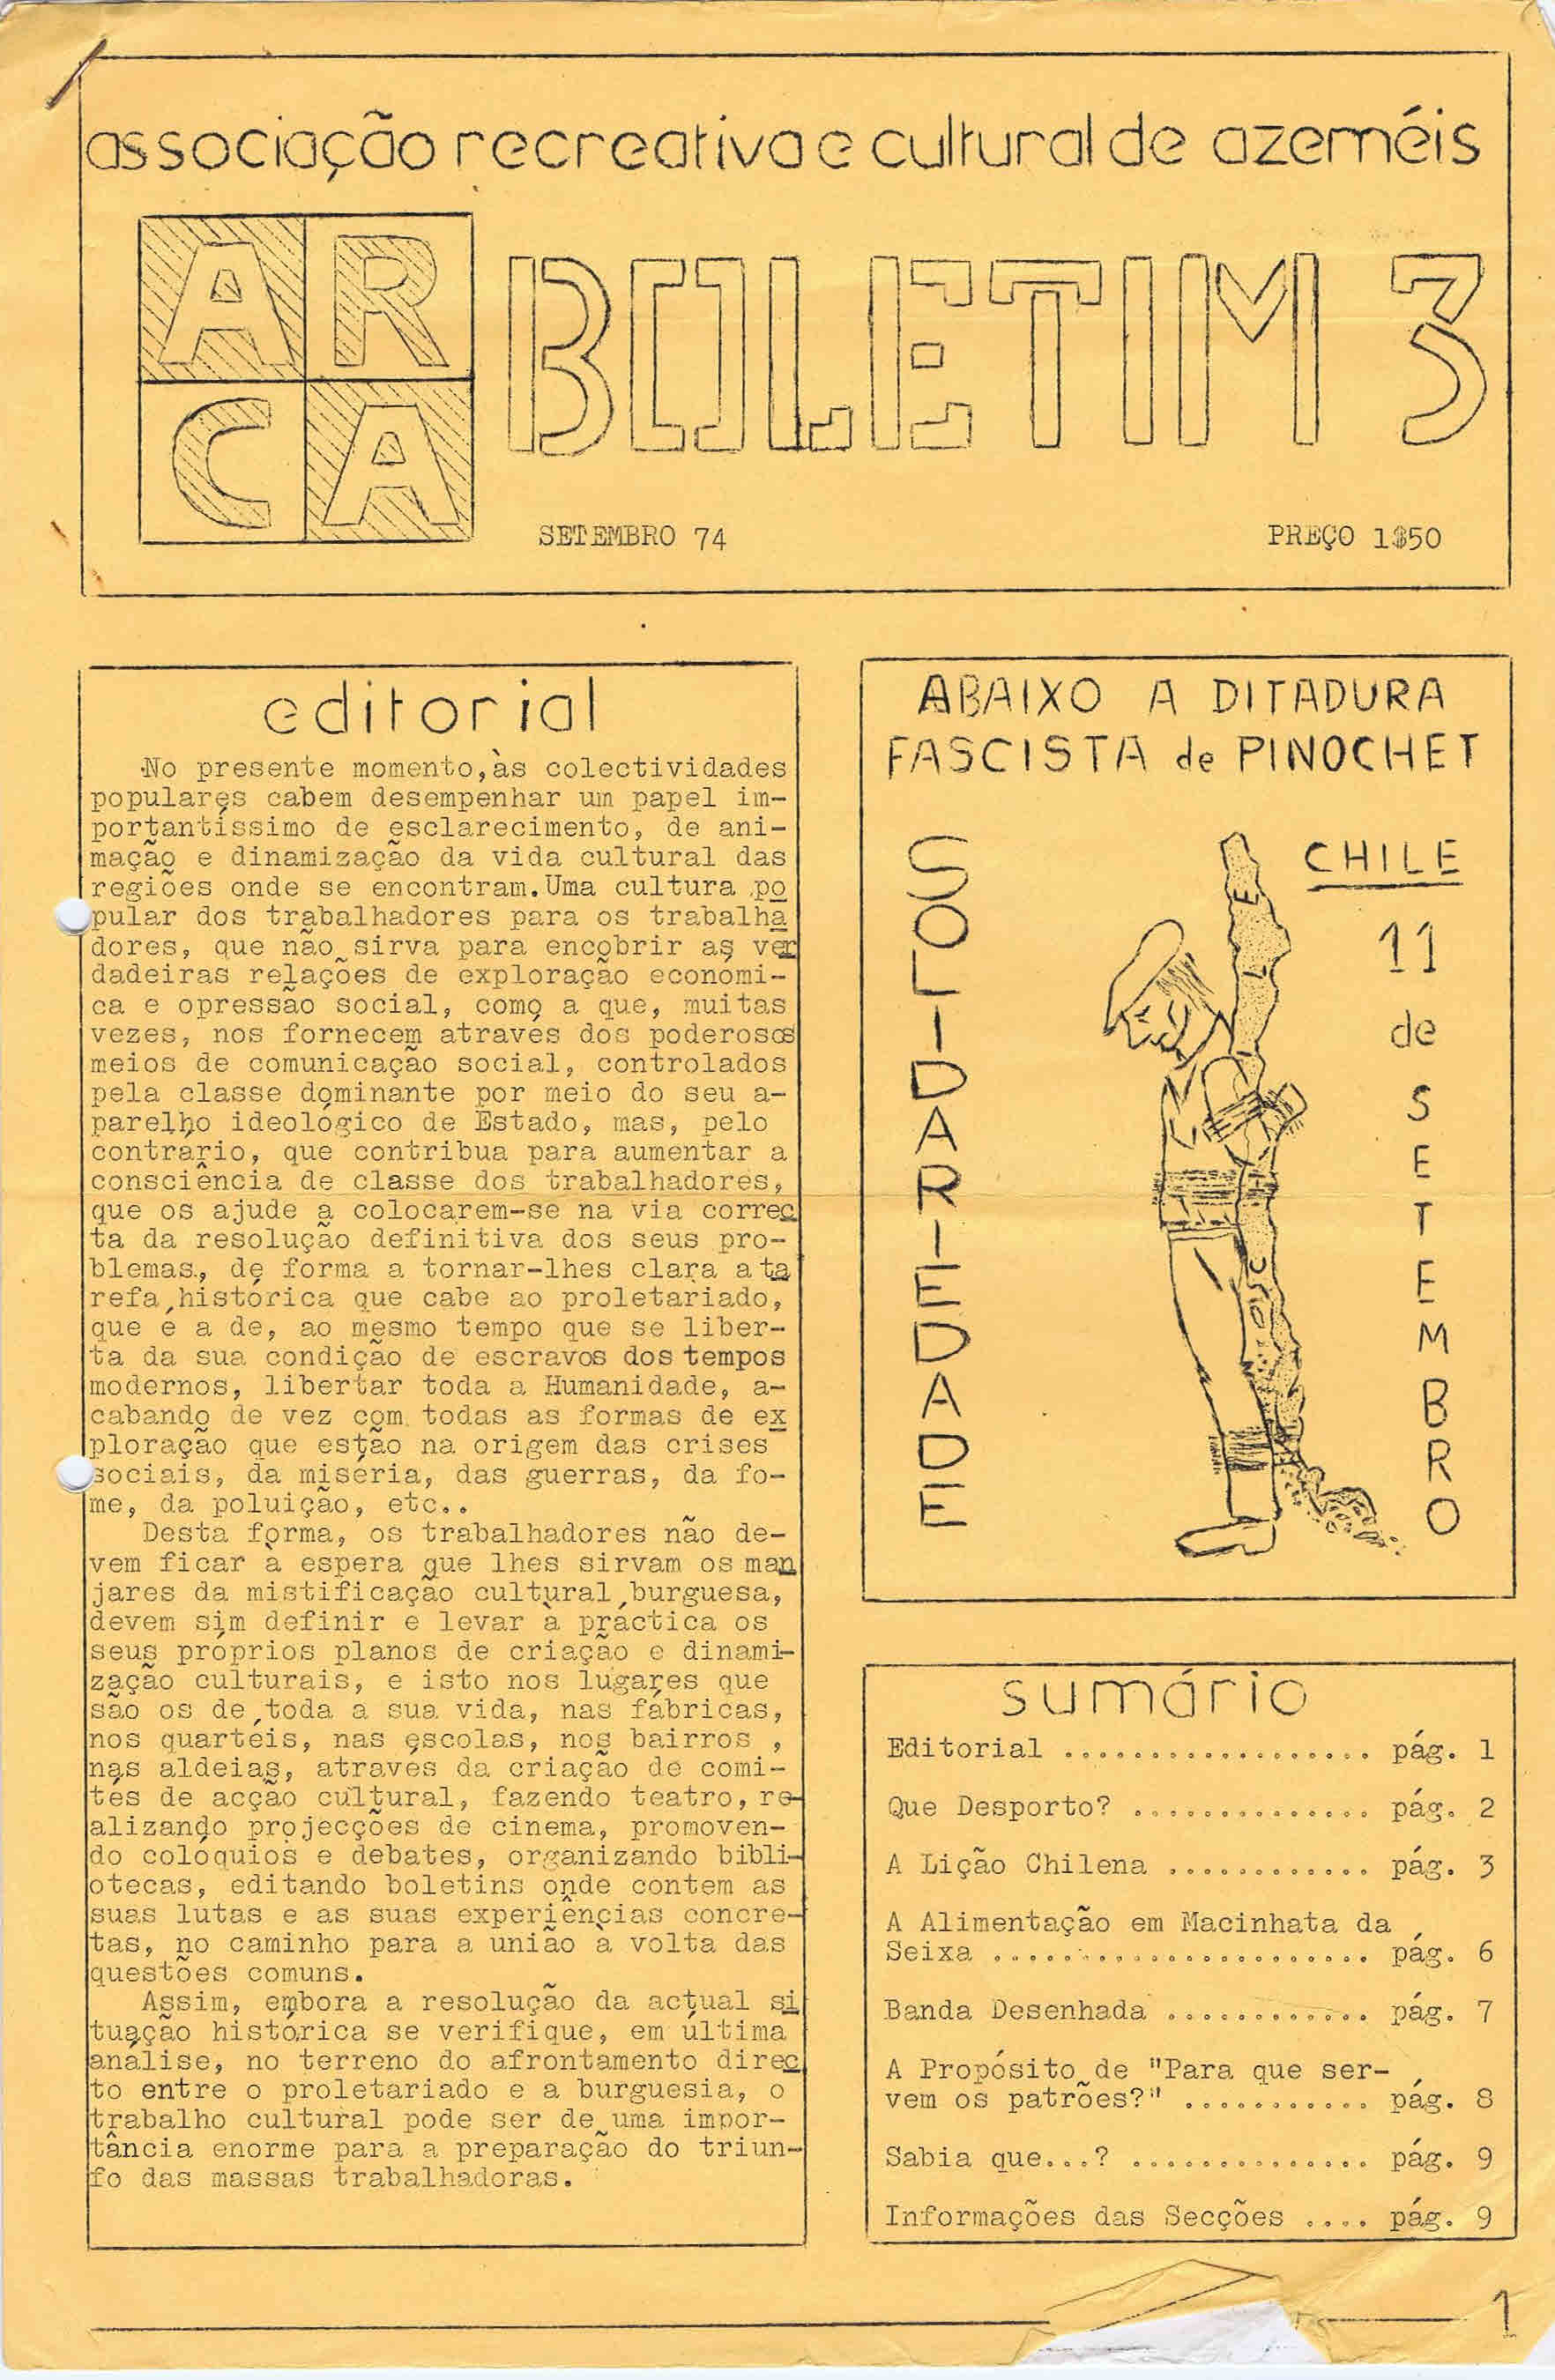 associação recreativa e cultural de azeméis
AR
CA
BOLETIM 3
SETEMBRO 74 PREÇO 1$50
editorial
No presente momento,às colectividades
populares cabem desempenhar um papel im-
portantíssimo de esclarecimento, de ani-
mação e dinamização da vida cultural das
regiões onde se encontram.Uma cultura po
pular dos trabalhadores para os trabalha
dores, que não sirva para encobrir as ver
dadeiras relações de exploração económi-
ca e opressão social, como a que, muitas
vezes, nos fornecem através dos poderosos
meios de comunicação social, controlados
pela classe dominante por meio do seu a-
parelho ideológico de Estado, mas, pelo
contrário, que contribua para aumentar a
consciência de classe dos trabalhadores,
que os ajude a colocarem-se na via correc
ta da resolução definitiva dos seus pro-
blemas, de forma a tornar-lhes clara a ta
refa histórica que cabe ao proletariado,
que é a de, ao mesmo tempo que se liber-
ta da sua condição de escravos dos tempos
modernos, libertar toda a Humanidade, a-
cabando de vez com todas as formas de ex
ploração que estão na origem das crises
sociais, da miséria, das guerras, da fo-
me, da poluição, etc..
Desta forma, os trabalhadores não de-
vem ficar à espera que lhes sirvam os man
jares da mistificação cultural burguesa,
devem sim definir e levar à práctica os
seus próprios planos de criação e dinami-
zação culturais, e isto nos lugares que
são os de toda a sua vida, nas fábricas,
nos quartéis, nas escolas, nos bairros ,
nas aldeias, através da criação de comi-
tés de acção cultural, fazendo teatro, re-
alizando projecções de cinema, promoven-
do colóquios e debates, organizando bibli-
otecas, editando boletins onde contem as
suas lutas e as suas experiências concre-
tas, no caminho para a união à volta das
questões comuns.
Assim, embora a resolução da actual si
tuação histórica se verifique, em última
análise, no terreno do afrontamento direc
to entre o proletariado e a burguesia, o
trabalho cultural pode ser de uma impor-
tância enorme para a preparação do triun-
fo das massas trabalhadoras.
ABAIXO A DITADURA
FASCISTA de PINOCHET
SOLIDARIEDADE
CHILE
11
de
SETEMBRO
sumário
Editorial .................. pág. 1
Que Desporto? .............. pág. 2
A Lição Chilena ............ pág. 3
A Alimentação em Macinhata da
Seixa ...................... pág. 6
Banda Desenhada ............ pág. 7
A Propósito de "Para que ser-
vem os patrões?" ........... pág. 8
Sabia que...? .............. pág. 9
Informações das Secções .... pág. 9
1